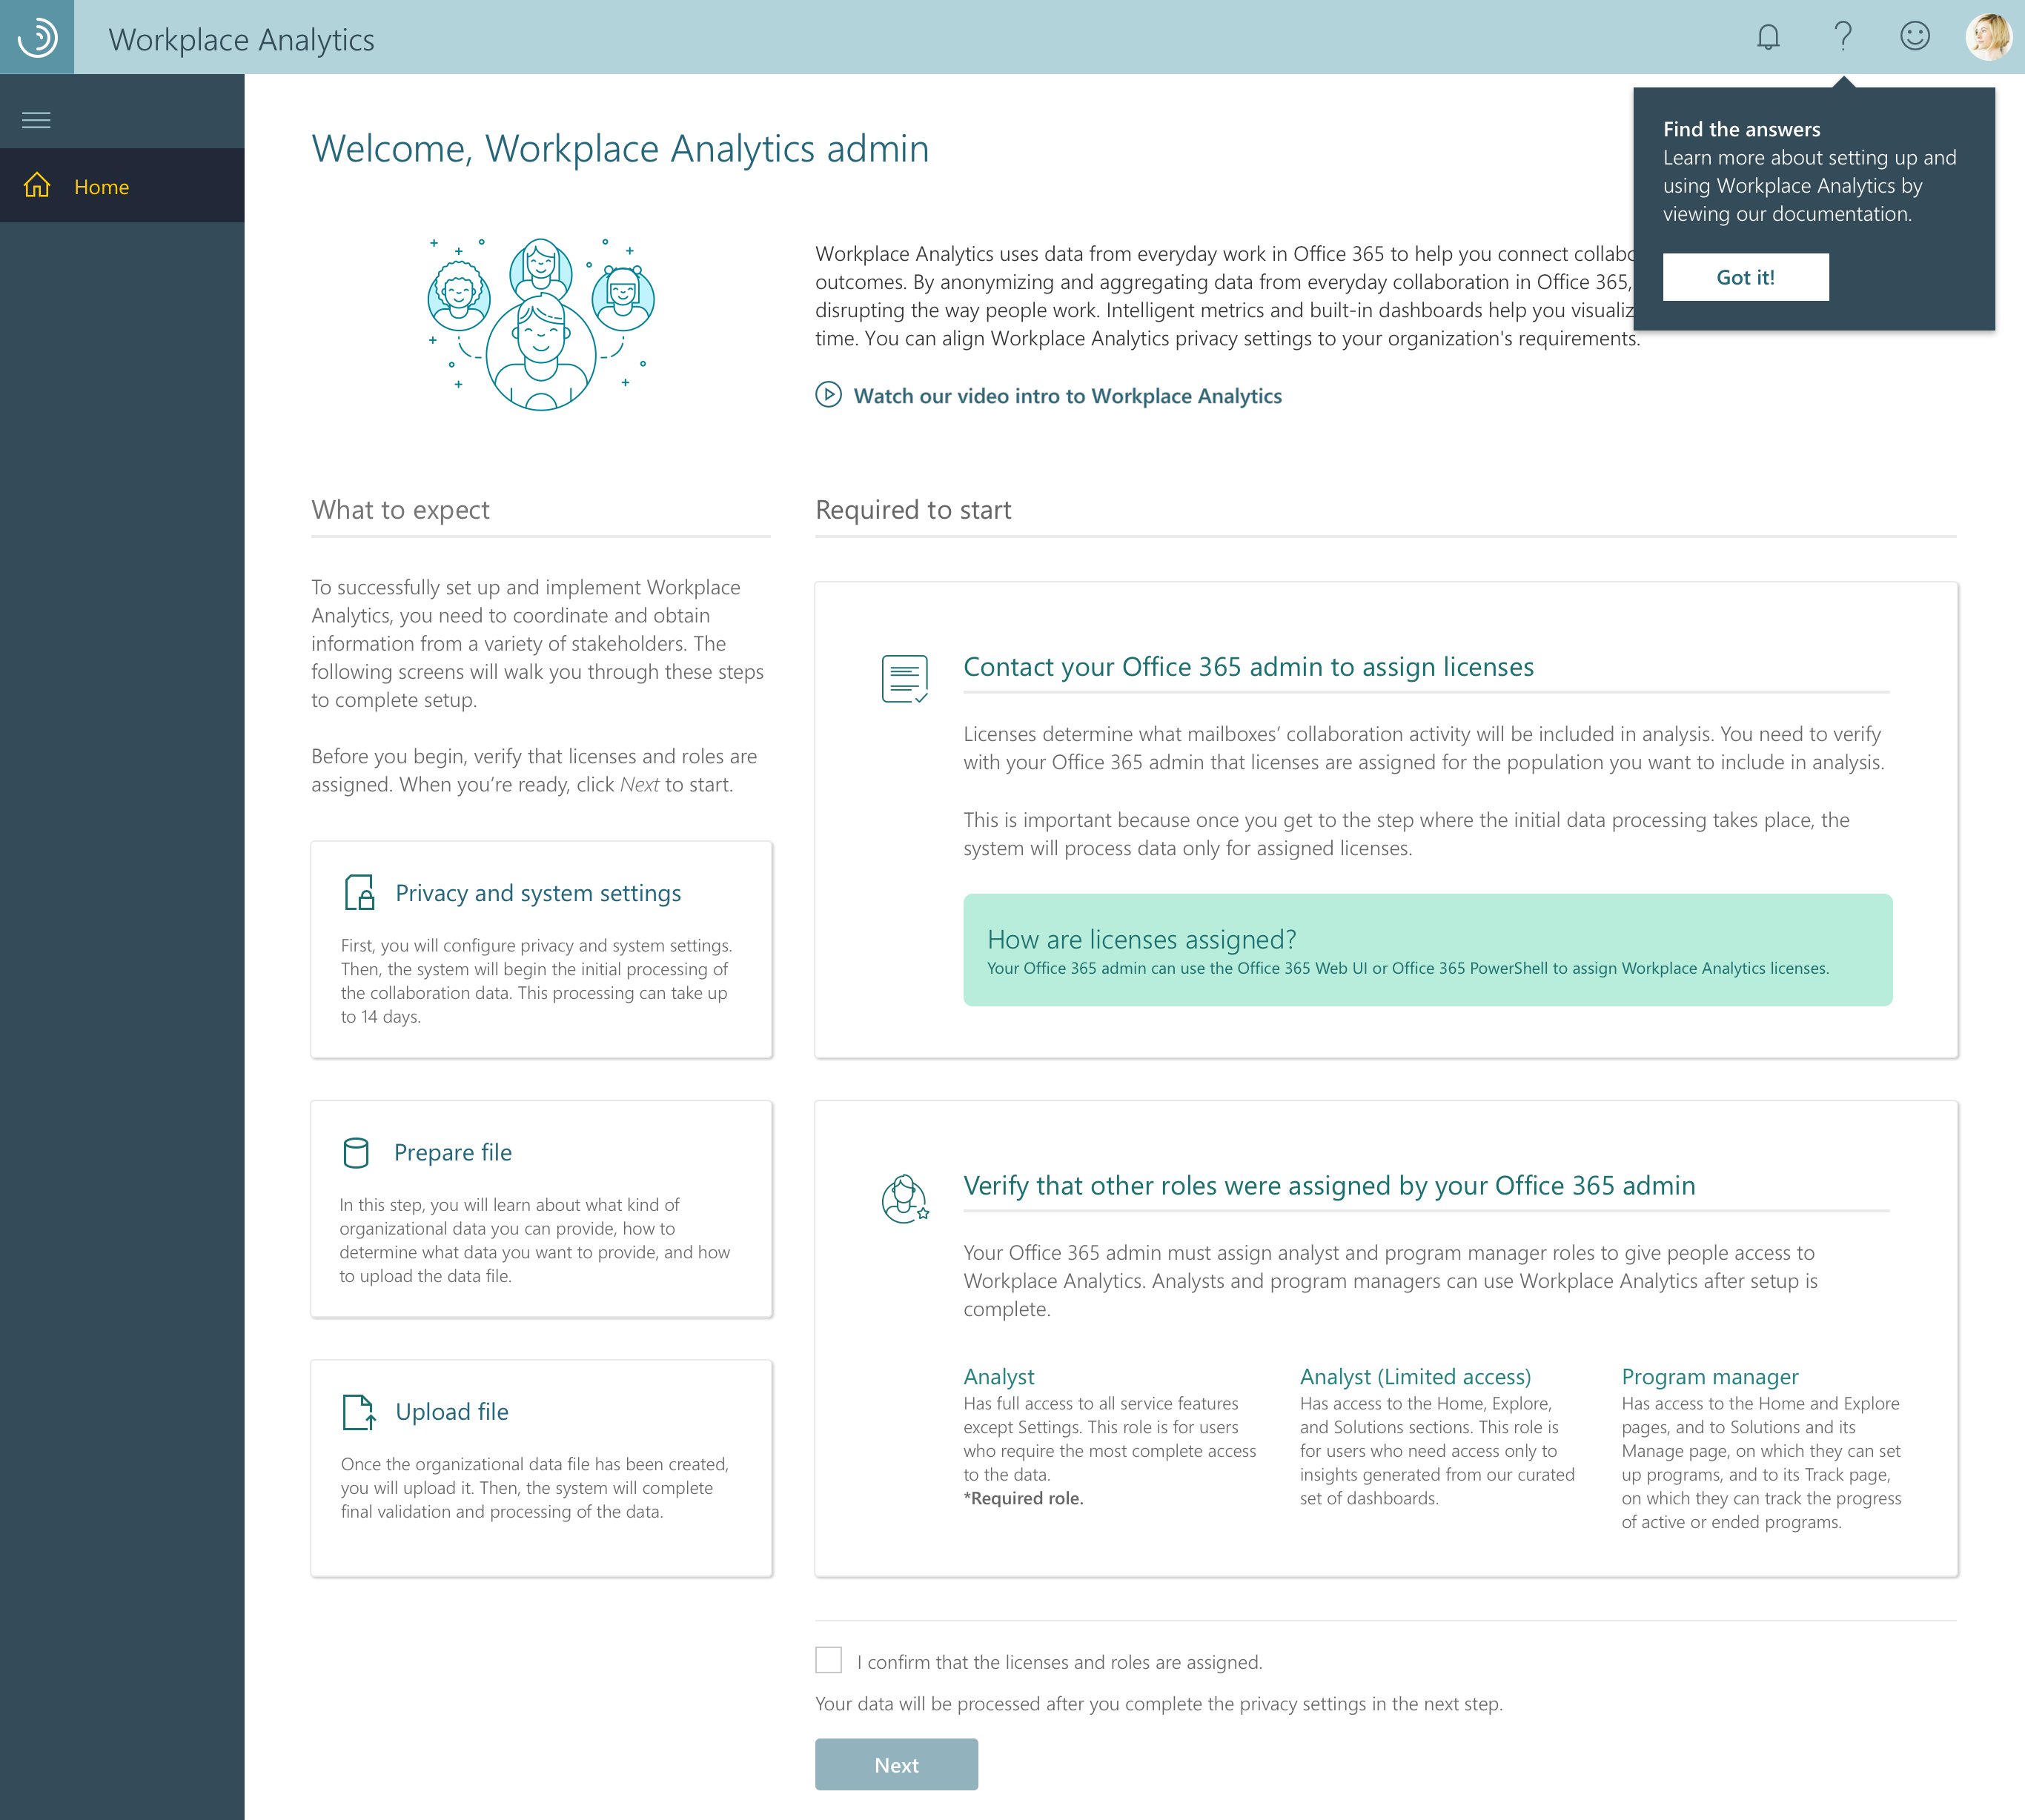 Workplace Analytics
Home
Welcome, Workplace Analytics admin
Find the answers
Learn more about setting up and
using Workplace Analytics by
viewing our documentation.
Got it!
Workplace Analytics uses data from everyday work in Office 365 to help you connect
outcomes. By anonymizing and aggregating data from everyday collaboration in Office 365,
disrupting the way people work. Intelligent metrics and built-in dashboards help you
time. You can align Workplace Analytics privacy settings to your organization's requirements.
Watch our video intro to Workplace Analytics
What to expect
To successfully set up and implement Workplace
Analytics, you need to coordinate and obtain
information from a variety of stakeholders. The
following screens will walk you through these steps
to complete setup.
Before you begin, verify that licenses and roles are
assigned. When you’re ready, click Next to start.
Privacy and system settings
First, you will configure privacy and system settings.
Then, the system will begin the initial processing of
the collaboration data. This processing can take up
to 14 days.
Prepare file
In this step, you will learn about what kind of
organizational data you can provide, how to
determine what data you want to provide, and how
to upload the data file.
Upload file
Once the organizational data file has been created,
you will upload it. Then, the system will complete
final validation and processing of the data.
Required to start
Contact your Office 365 admin to assign licenses
Licenses determine what mailboxes’ collaboration activity will be included in analysis. You need to verify
with your Office 365 admin that licenses are assigned for the population you want to include in analysis.
This is important because once you get to the step where the initial data processing takes place, the
system will process data only for assigned licenses.
How are licenses assigned?
Your Office 365 admin can use the Office 365 Web UI or Office 365 PowerShell to assign Workplace Analytics licenses.
Verify that other roles were assigned by your Office 365 admin
Your Office 365 admin must assign analyst and program manager roles to give people access to
Workplace Analytics. Analysts and program managers can use Workplace Analytics after setup is
complete.
Analyst
Has full access to all service features
except Settings. This role is for users
who require the most complete access
to the data.
*Required role.
Analyst (Limited access)
Has access to the Home, Explore,
and Solutions sections. This role is
for users who need access only to
insights generated from our curated
set of dashboards.
Program manager
Has access to the Home and Explore
pages, and to Solutions and its
Manage page, on which they can set
up programs, and to its Track page,
on which they can track the progress
of active or ended programs.
I confirm that the licenses and roles are assigned.
Your data will be processed after you complete the privacy settings in the next step.
Next